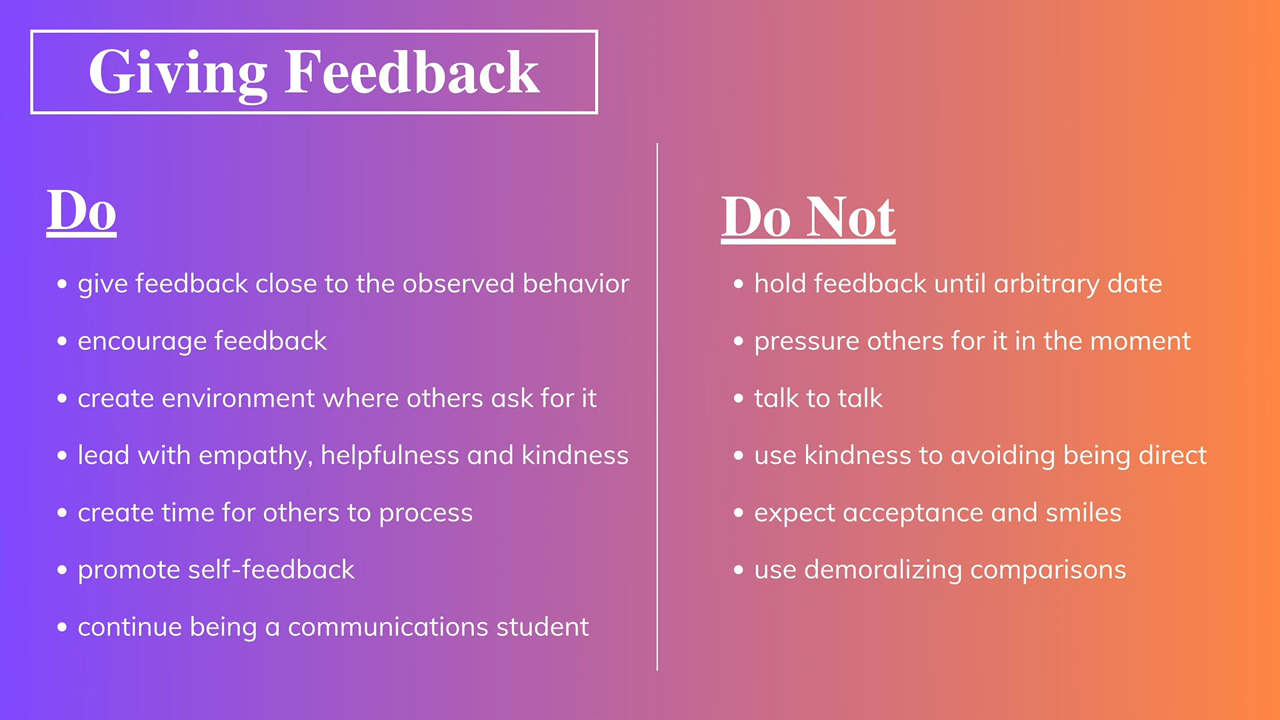 Giving Feedback
Do
give feedback close to the observed behavior
encourage feedback
create environment where others ask for it
lead with empathy, helpfulness and kindness
create time for others to process
promote self-feedback
continue being a communications student
Do Not
hold feedback until arbitrary date
pressure others for it in the moment
talk to talk
use kindness to avoiding being direct
expect acceptance and smiles
use demoralizing comparisons